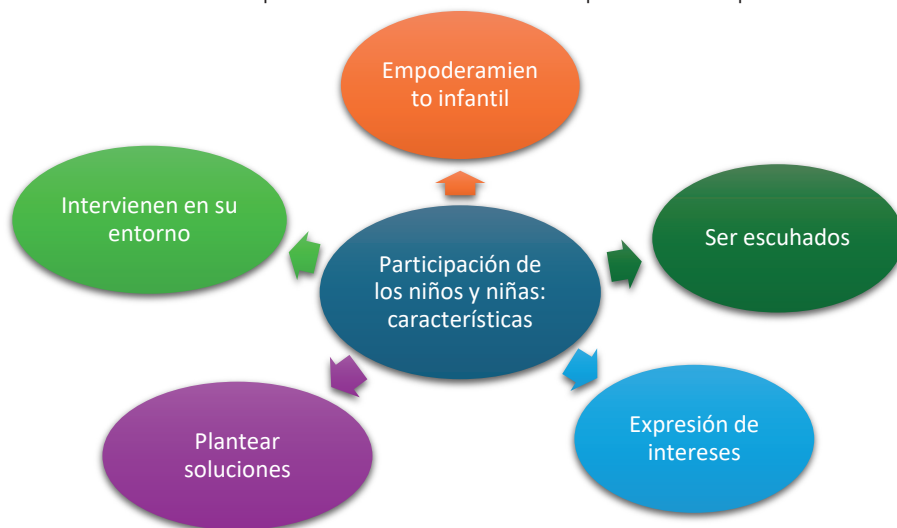 Empoderamien
to infantil
Intervienen en su
entorno
Ser escuhados
Participación de
los niños y niñas:
características
Plantear
soluciones
Expresión de
intereses